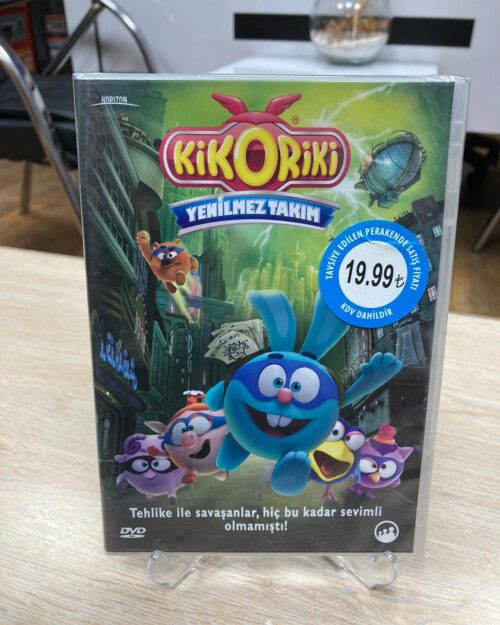 HORIZON
KiKORiKi
®
YENİLMEZ TAKIM
TAVSİYE EDİLEN PERAKENDE SATIŞ FİYATI
19.99₺
KDV DAHİLDİR
Tehlike ile savaşanlar, hiç bu kadar sevimli
olmamıştı!
DVD